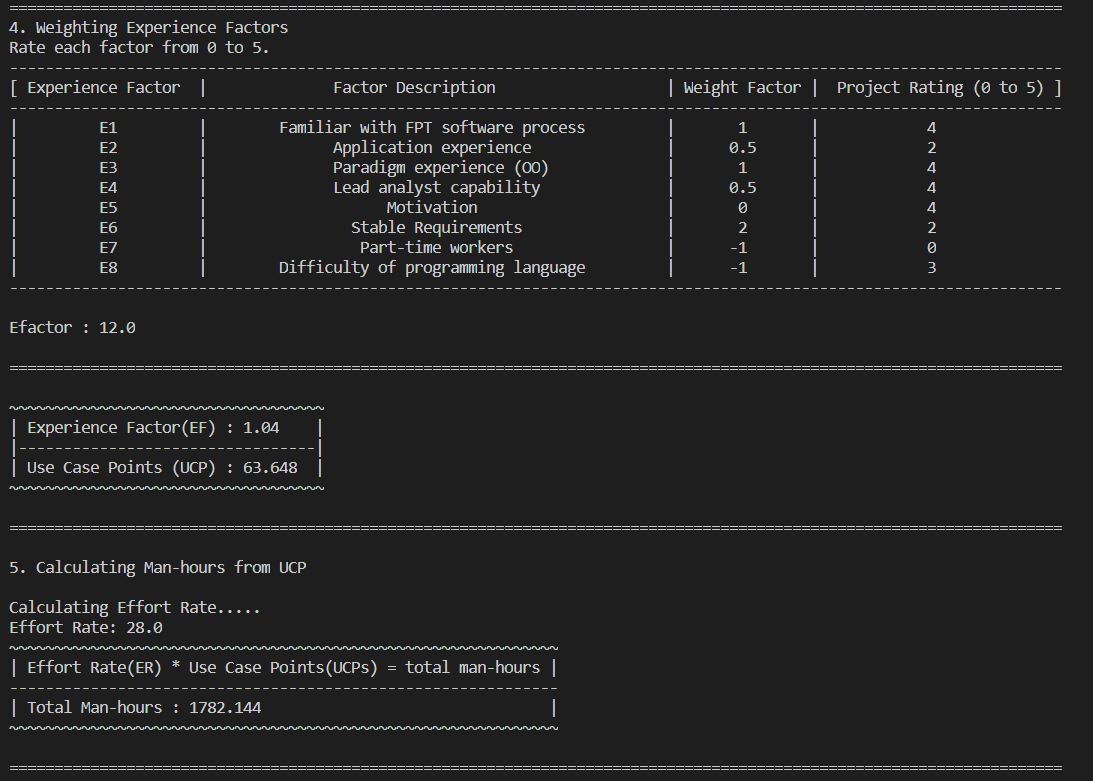 ====================================================================================================================
4. Weighting Experience Factors
Rate each factor from 0 to 5.
---------------------------------------------------------------------------------------------------------------------
[ Experience Factor  |              Factor Description                   | Weight Factor |  Project Rating (0 to 5) ]
---------------------------------------------------------------------------------------------------------------------
|         E1         |        Familiar with FPT software process         |       1       |            4
|         E2         |              Application experience               |      0.5      |            2
|         E3         |              Paradigm experience (OO)             |       1       |            4
|         E4         |              Lead analyst capability              |      0.5      |            4
|         E5         |                    Motivation                     |       0       |            4
|         E6         |                Stable Requirements                |       2       |            2
|         E7         |                 Part-time workers                 |      -1       |            0
|         E8         |        Difficulty of programming language         |      -1       |            3
---------------------------------------------------------------------------------------------------------------------
Efactor : 12.0
=====================================================================================================================
~~~~~~~~~~~~~~~~~~~~~~~~~~~~~~~~~~~
| Experience Factor(EF) : 1.04    |
|---------------------------------|
| Use Case Points (UCP) : 63.648  |
~~~~~~~~~~~~~~~~~~~~~~~~~~~~~~~~~~~
=====================================================================================================================
5. Calculating Man-hours from UCP
Calculating Effort Rate.....
Effort Rate: 28.0
~~~~~~~~~~~~~~~~~~~~~~~~~~~~~~~~~~~~~~~~~~~~~~~~~~~~~~~~~~~~~
| Effort Rate(ER) * Use Case Points(UCPs) = total man-hours |
-------------------------------------------------------------
| Total Man-hours : 1782.144                                |
~~~~~~~~~~~~~~~~~~~~~~~~~~~~~~~~~~~~~~~~~~~~~~~~~~~~~~~~~~~~~
=====================================================================================================================